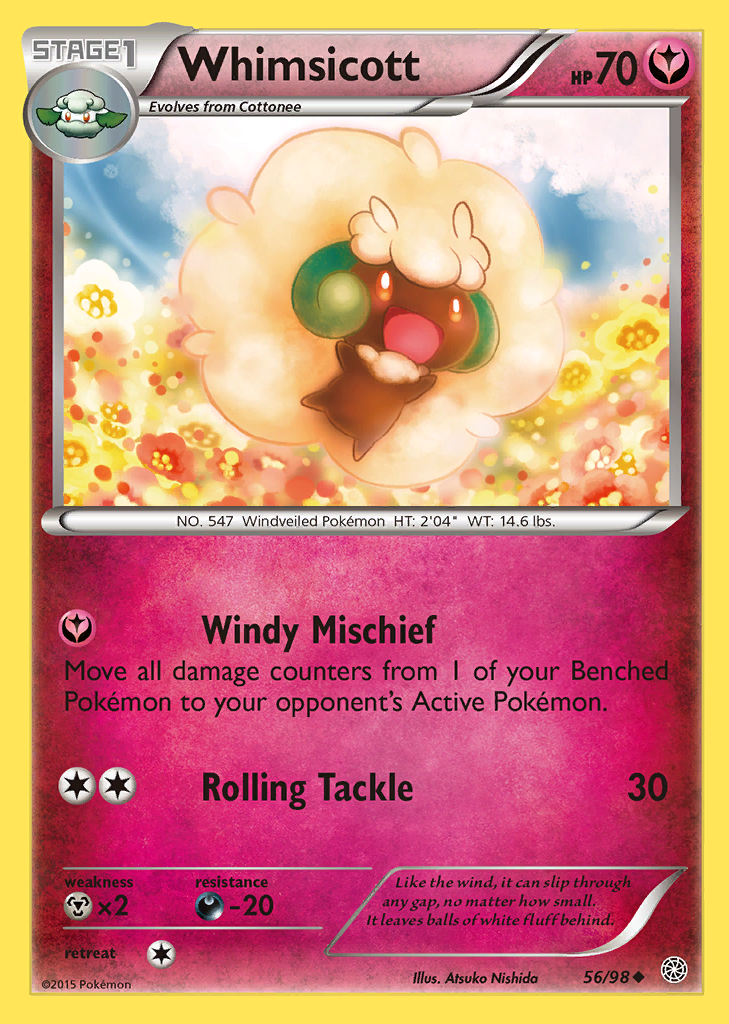 STAGE1
Whimsicott
HP 70
Evolves from Cottonee
NO. 547 Windveiled Pokémon HT: 2'04" WT: 14.6 lbs.
Windy Mischief
Move all damage counters from 1 of your Benched
Pokémon to your opponent's Active Pokémon.
Rolling Tackle 30
weakness resistance
×2 -20
Like the wind, it can slip through
any gap, no matter how small.
It leaves balls of white fluff behind.
retreat
©2015 Pokémon Illus. Atsuko Nishida 56/98